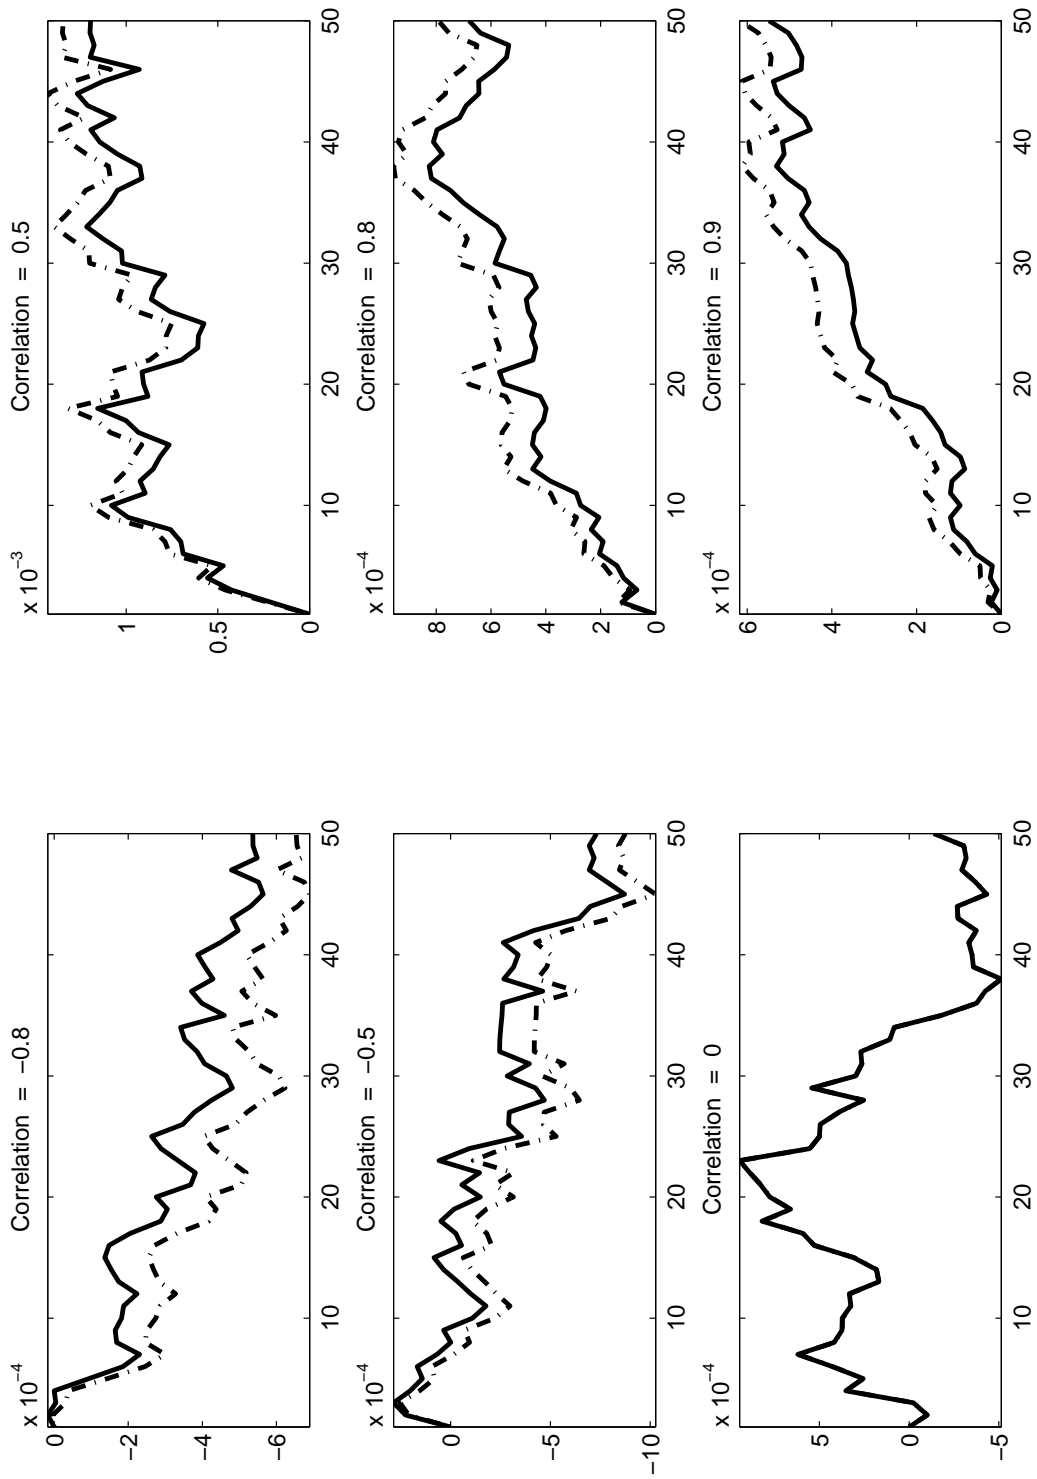 x 10⁻⁴
Correlation = −0.8
0
−2
−4
−6
10 20 30 40 50
x 10⁻³
Correlation = 0.5
1
0.5
0
10 20 30 40 50
x 10⁻⁴
Correlation = −0.5
0
−5
−10
10 20 30 40 50
x 10⁻⁴
Correlation = 0.8
8
6
4
2
0
10 20 30 40 50
x 10⁻⁴
Correlation = 0
5
0
−5
10 20 30 40 50
x 10⁻⁴
Correlation = 0.9
6
4
2
0
10 20 30 40 50